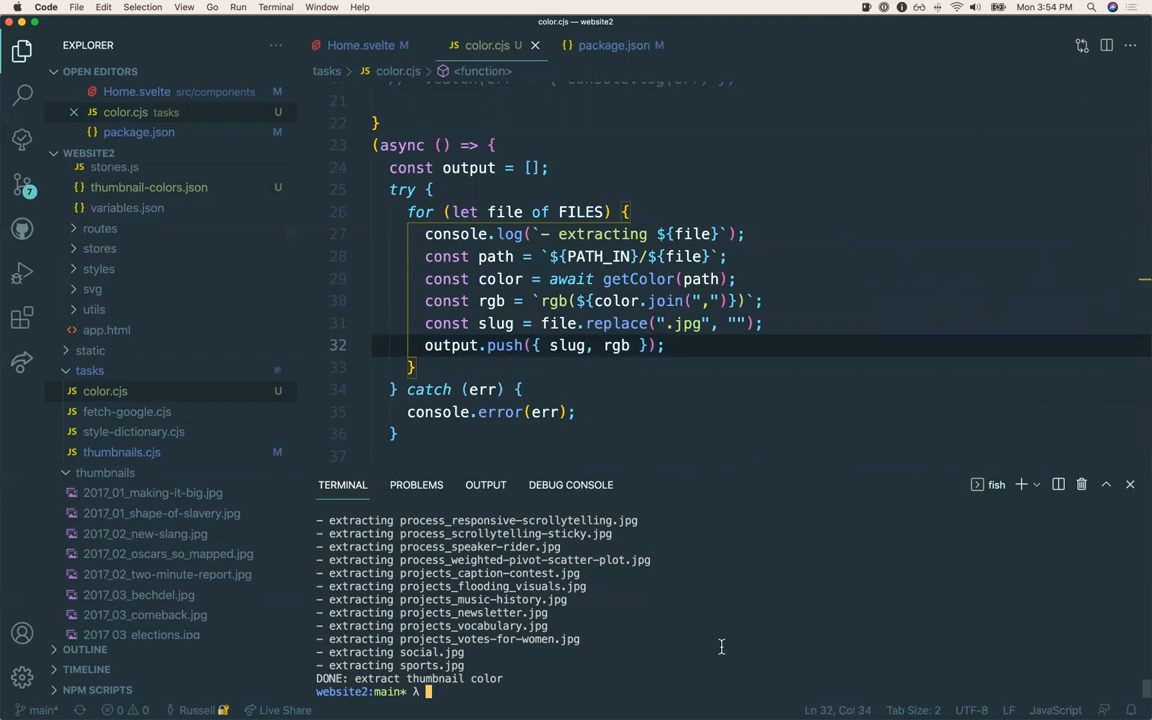 Code File Edit Selection View Go Run Terminal Window Help Mon 3:54 PM
color.cjs — website2
EXPLORER
OPEN EDITORS
Home.svelte src/components M
color.cjs tasks U
package.json M
WEBSITE2
stories.js
thumbnail-colors.json U
variables.json
routes
stores
styles
svg
utils
app.html
static
tasks
color.cjs U
fetch-google.cjs
style-dictionary.cjs
thumbnails.cjs M
thumbnails
2017_01_making-it-big.jpg
2017_01_shape-of-slavery.jpg
2017_02_new-slang.jpg
2017_02_oscars_so_mapped.jpg
2017_02_two-minute-report.jpg
2017_03_bechdel.jpg
2017_03_comeback.jpg
2017_03_elections.jpg
OUTLINE
TIMELINE
NPM SCRIPTS
7
Home.svelte M color.cjs U package.json M
tasks color.cjs <function>
21
22 }
23 (async () => {
24 const output = [];
25 try {
26 for (let file of FILES) {
27 console.log(`- extracting ${file}`);
28 const path = `${PATH_IN}/${file}`;
29 const color = await getColor(path);
30 const rgb = `rgb(${color.join(",")})`;
31 const slug = file.replace(".jpg", "");
32 output.push({ slug, rgb });
33 }
34 } catch (err) {
35 console.error(err);
36 }
37
TERMINAL PROBLEMS OUTPUT DEBUG CONSOLE fish
- extracting process_responsive-scrollytelling.jpg
- extracting process_scrollytelling-sticky.jpg
- extracting process_speaker-rider.jpg
- extracting process_weighted-pivot-scatter-plot.jpg
- extracting projects_caption-contest.jpg
- extracting projects_flooding_visuals.jpg
- extracting projects_music-history.jpg
- extracting projects_newsletter.jpg
- extracting projects_vocabulary.jpg
- extracting projects_votes-for-women.jpg
- extracting social.jpg
- extracting sports.jpg
DONE: extract thumbnail color
website2:main* λ
main* 0 0 Russell Live Share Ln 32, Col 34 Tab Size: 2 UTF-8 LF JavaScript